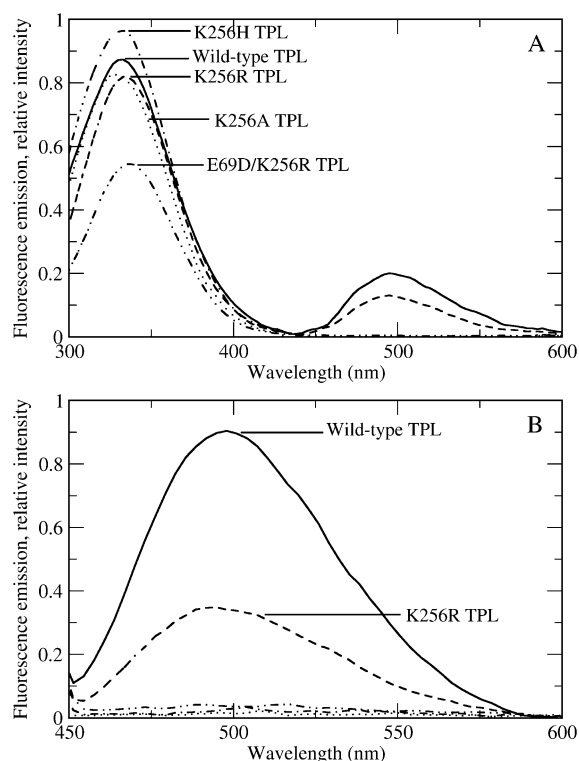 1
A
K256H TPL
Wild-type TPL
K256R TPL
K256A TPL
E69D/K256R TPL
0.8
0.6
0.4
0.2
0
300
400
500
600
Wavelength (nm)
Fluorescence emission, relative intensity
1
B
Wild-type TPL
K256R TPL
0.8
0.6
0.4
0.2
0
450
500
550
600
Wavelength (nm)
Fluorescence emission, relative intensity